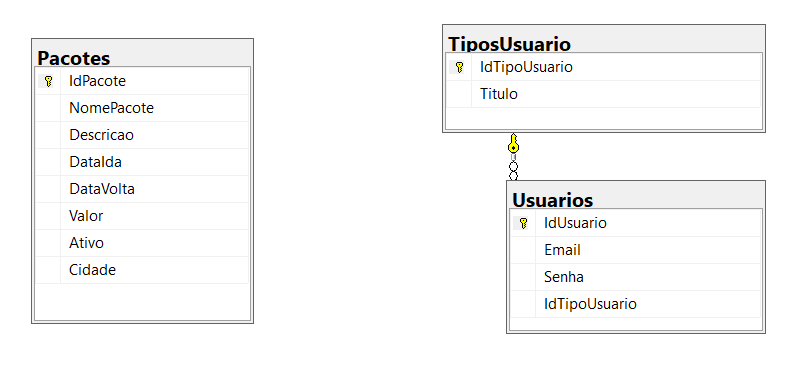 Pacotes
IdPacote
NomePacote
Descricao
DataIda
DataVolta
Valor
Ativo
Cidade
TiposUsuario
IdTipoUsuario
Titulo
Usuarios
IdUsuario
Email
Senha
IdTipoUsuario